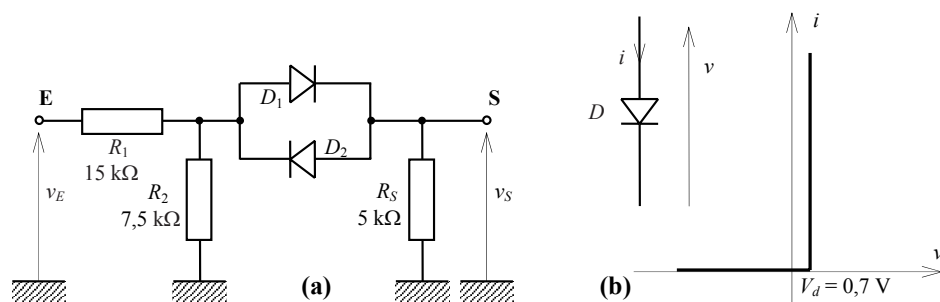 E
R1
15 kΩ
D1
D2
S
vE
R2
7,5 kΩ
RS
5 kΩ
vS
(a)
i
v
D
i
v
Vd = 0,7 V
(b)